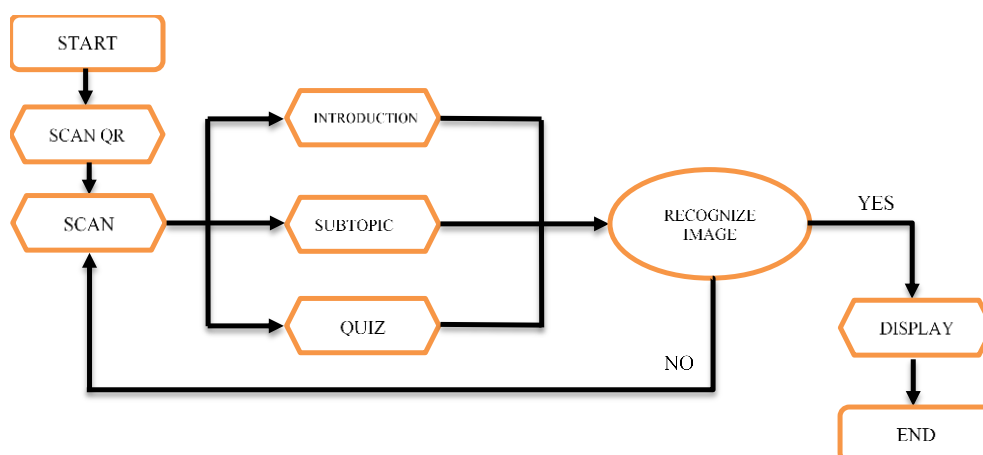 START
SCAN QR
SCAN
INTRODUCTION
SUBTOPIC
QUIZ
RECOGNIZE
IMAGE
YES
NO
DISPLAY
END